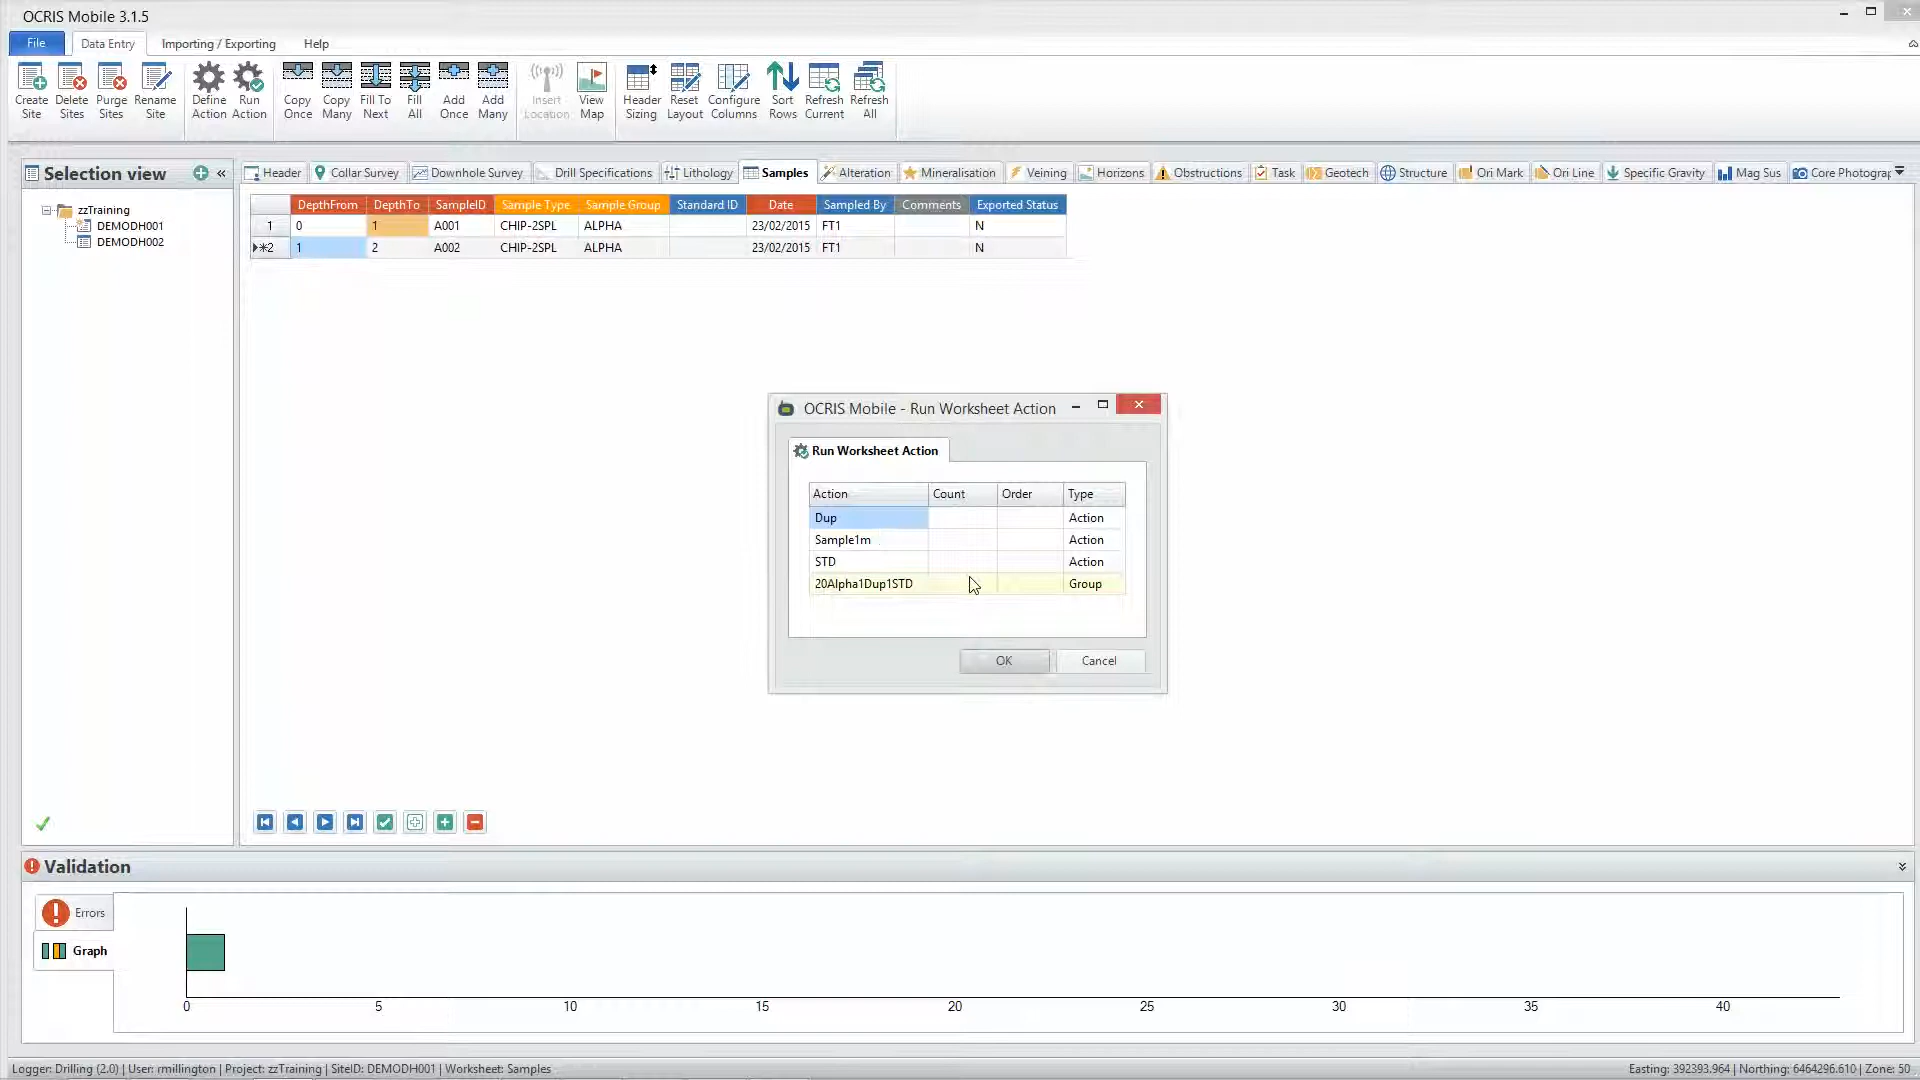 OCRIS Mobile 3.1.5
File Data Entry Importing / Exporting Help
Create Site
Delete Sites
Purge Sites
Rename Site
Define Action
Run Action
Copy Once
Copy Many
Fill To Next
Fill All
Add Once
Add Many
Insert Location
View Map
Header Sizing
Reset Layout
Configure Columns
Sort Rows
Refresh Current
Refresh All
Selection view
zzTraining
DEMODH001
DEMODH002
Header Collar Survey Downhole Survey Drill Specifications Lithology Samples Alteration Mineralisation Veining Horizons Obstructions Task Geotech Structure Ori Mark Ori Line Specific Gravity Mag Sus Core Photograp
DepthFrom DepthTo SampleID Sample Type Sample Group Standard ID Date Sampled By Comments Exported Status
1 0 1 A001 CHIP-2SPL ALPHA 23/02/2015 FT1 N
2 1 2 A002 CHIP-2SPL ALPHA 23/02/2015 FT1 N
OCRIS Mobile - Run Worksheet Action
Run Worksheet Action
Action Count Order Type
Dup Action
Sample1m Action
STD Action
20Alpha1Dup1STD Group
OK Cancel
Validation
Errors
Graph
0 5 10 15 20 25 30 35 40
Logger: Drilling (2.0) | User: rmillington | Project: zzTraining | SiteID: DEMODH001 | Worksheet: Samples
Easting: 392393.964 | Northing: 6464296.610 | Zone: 50